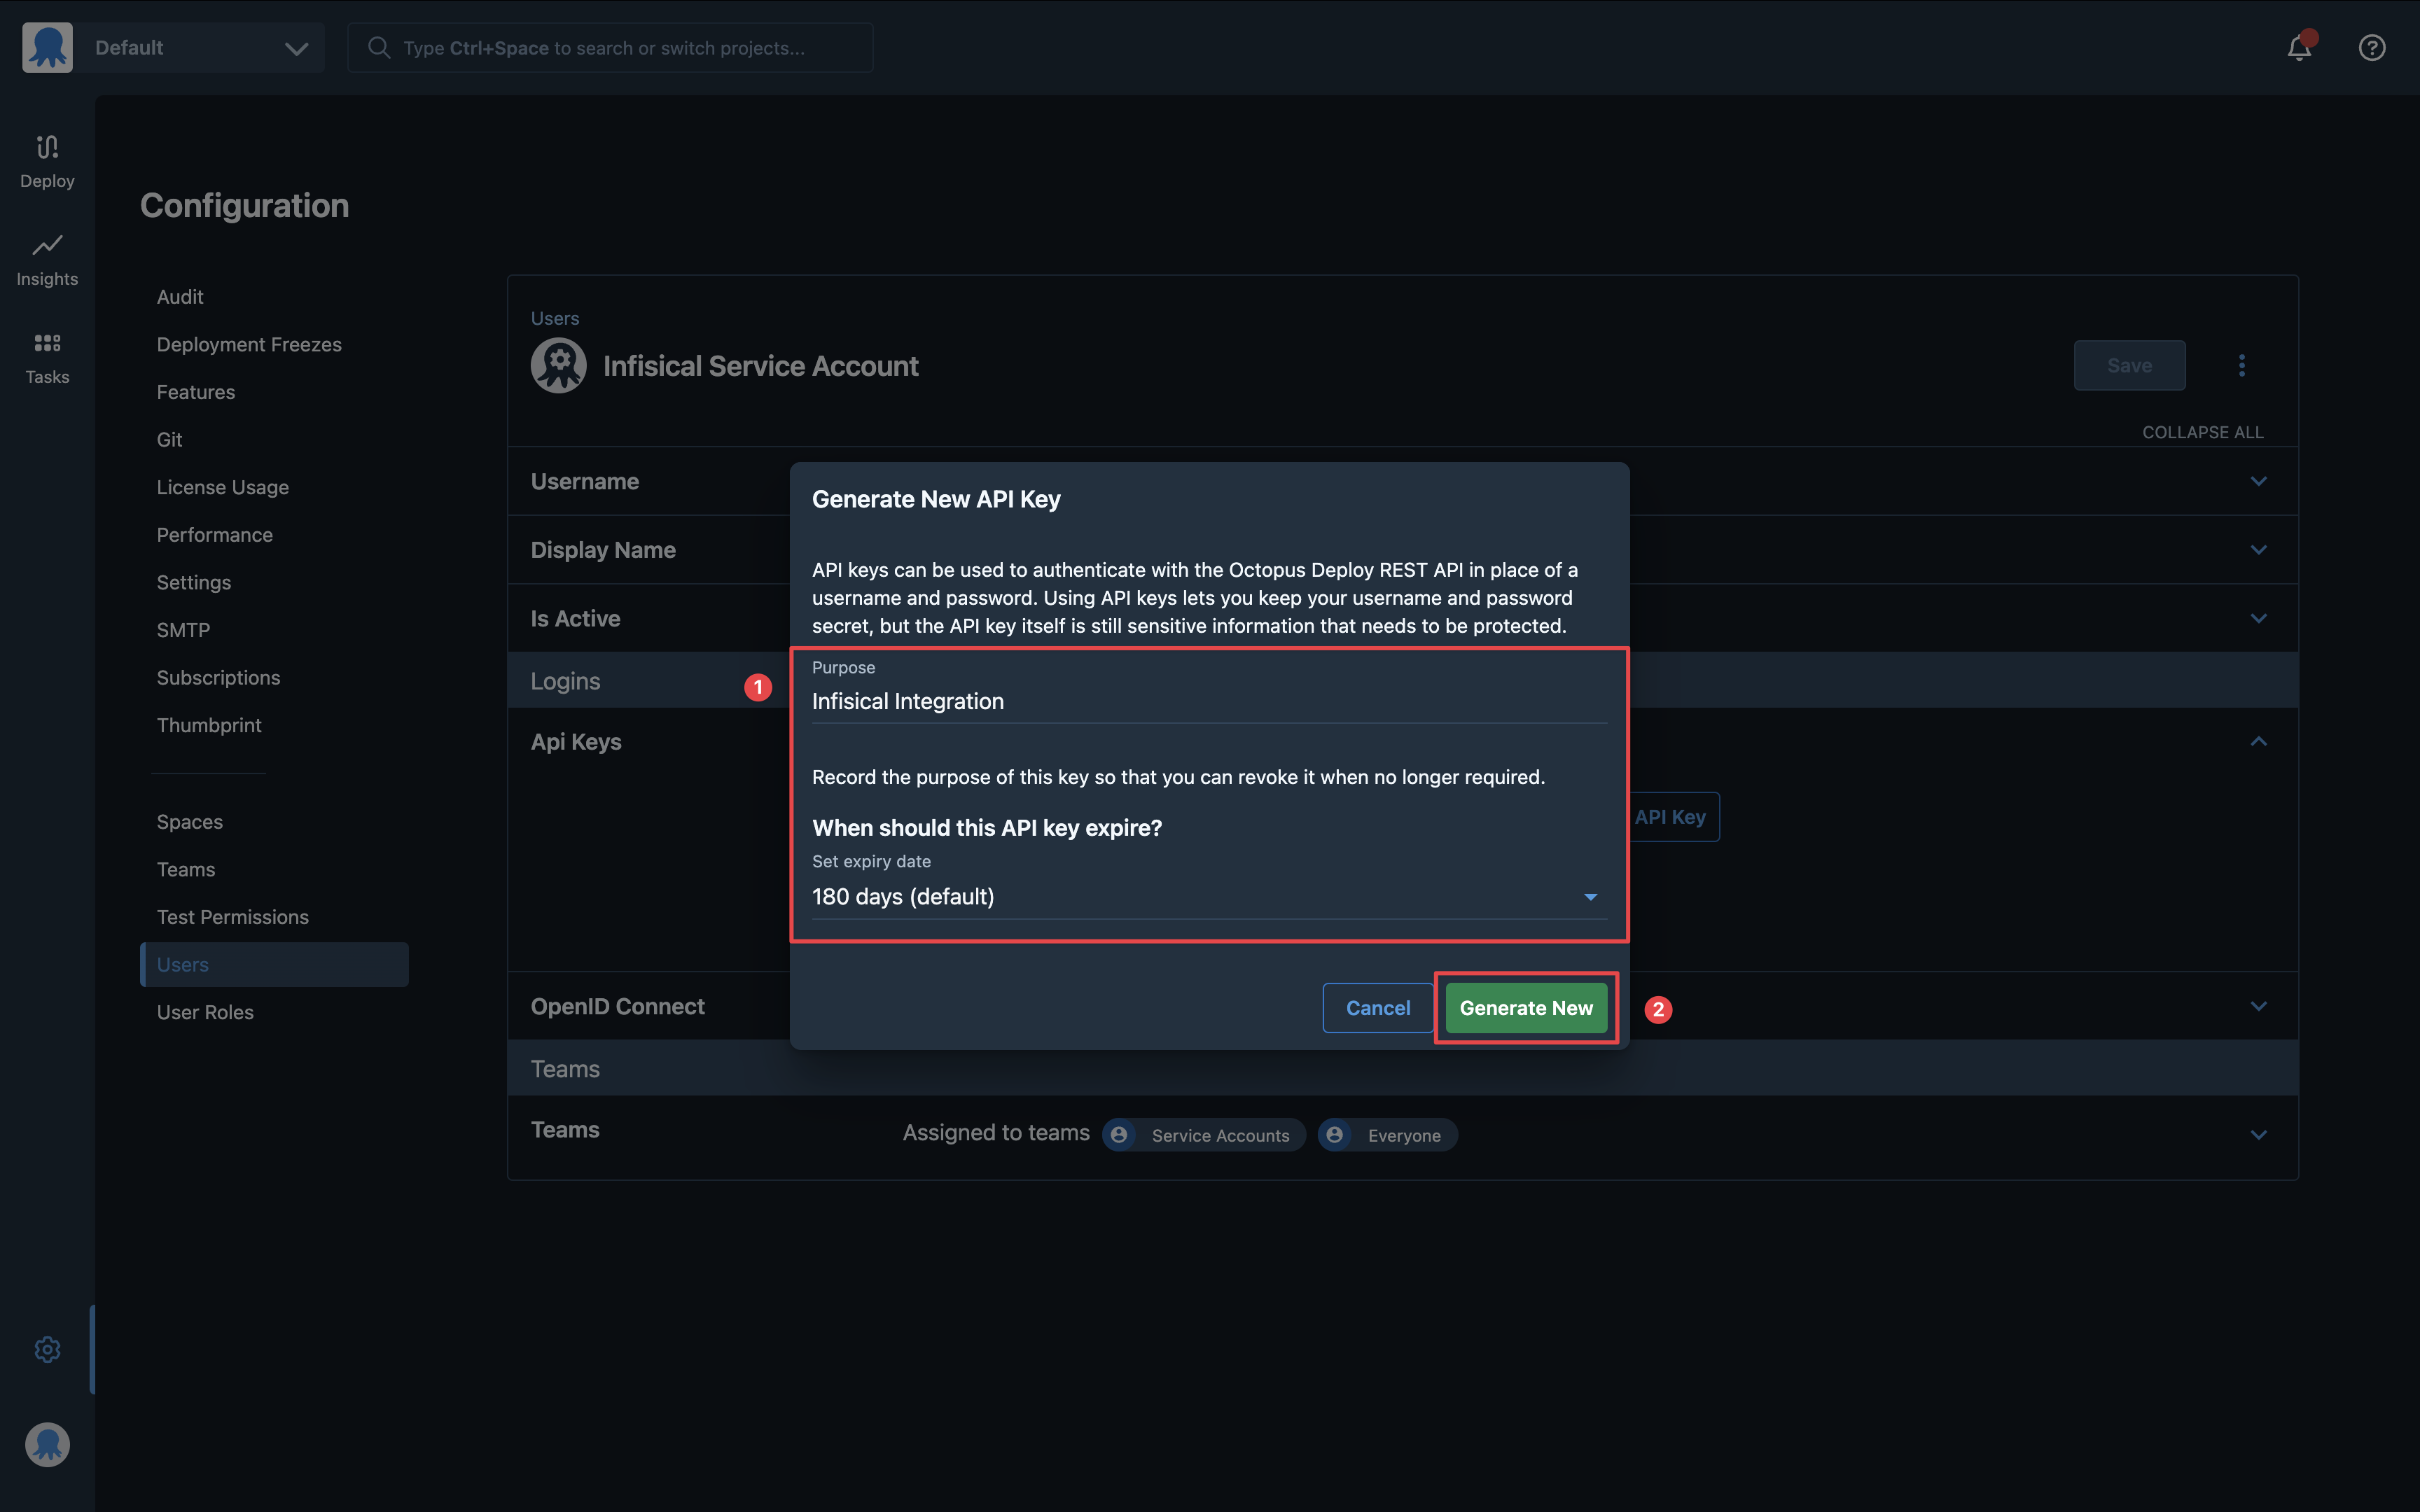 Default
Type Ctrl+Space to search or switch projects...
Deploy
Insights
Tasks
Configuration
Audit
Deployment Freezes
Features
Git
License Usage
Performance
Settings
SMTP
Subscriptions
Thumbprint
Spaces
Teams
Test Permissions
Users
User Roles
Users
Infisical Service Account
Save
COLLAPSE ALL
Username
Display Name
Is Active
Logins
Api Keys
API Key
OpenID Connect
Teams
Teams
Assigned to teams
Service Accounts
Everyone
Generate New API Key
API keys can be used to authenticate with the Octopus Deploy REST API in place of a
username and password. Using API keys lets you keep your username and password
secret, but the API key itself is still sensitive information that needs to be protected.
1
Purpose
Infisical Integration
Record the purpose of this key so that you can revoke it when no longer required.
When should this API key expire?
Set expiry date
180 days (default)
Cancel
Generate New
2